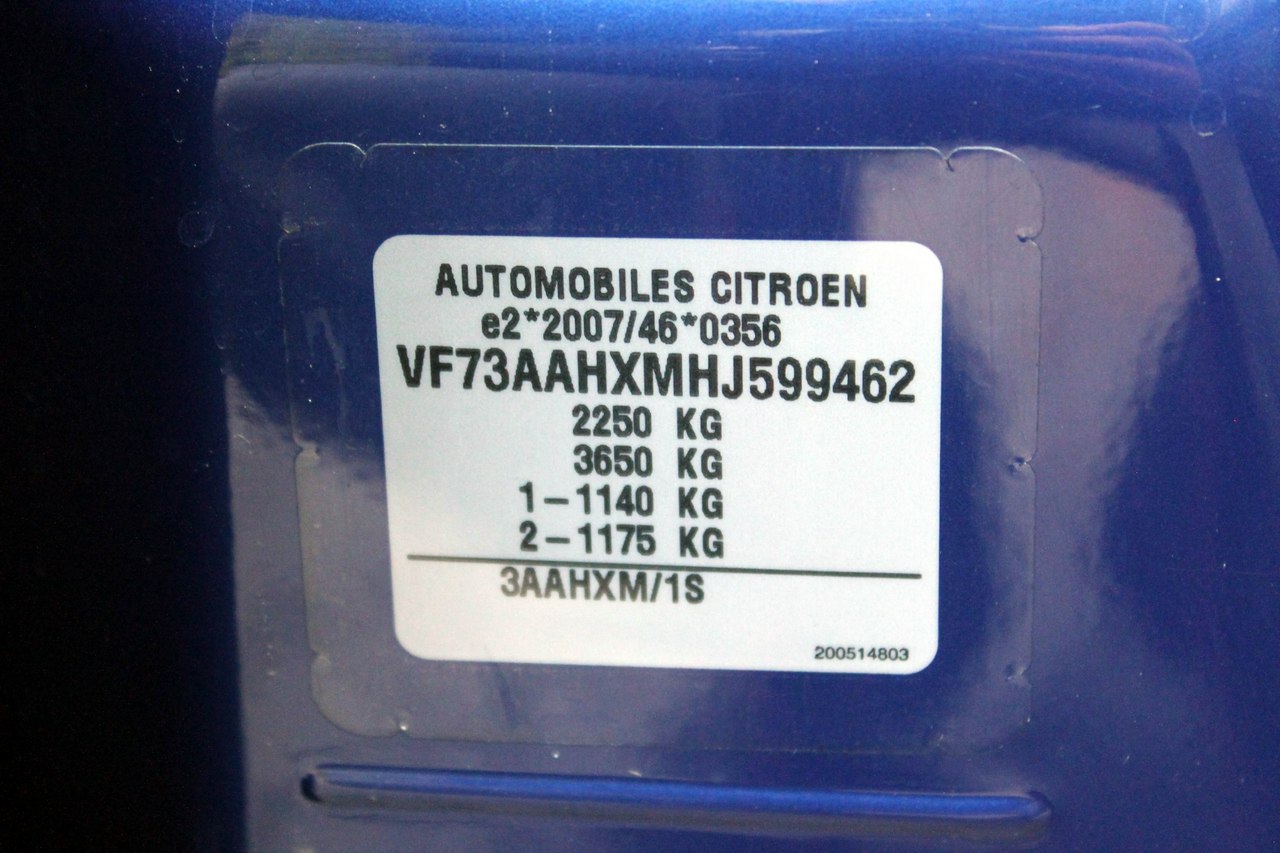 AUTOMOBILES CITROEN
e2*2007/46*0356
VF73AAHXMHJ599462
2250 KG
3650 KG
1-1140 KG
2-1175 KG
3AAHXM/1S
200514803